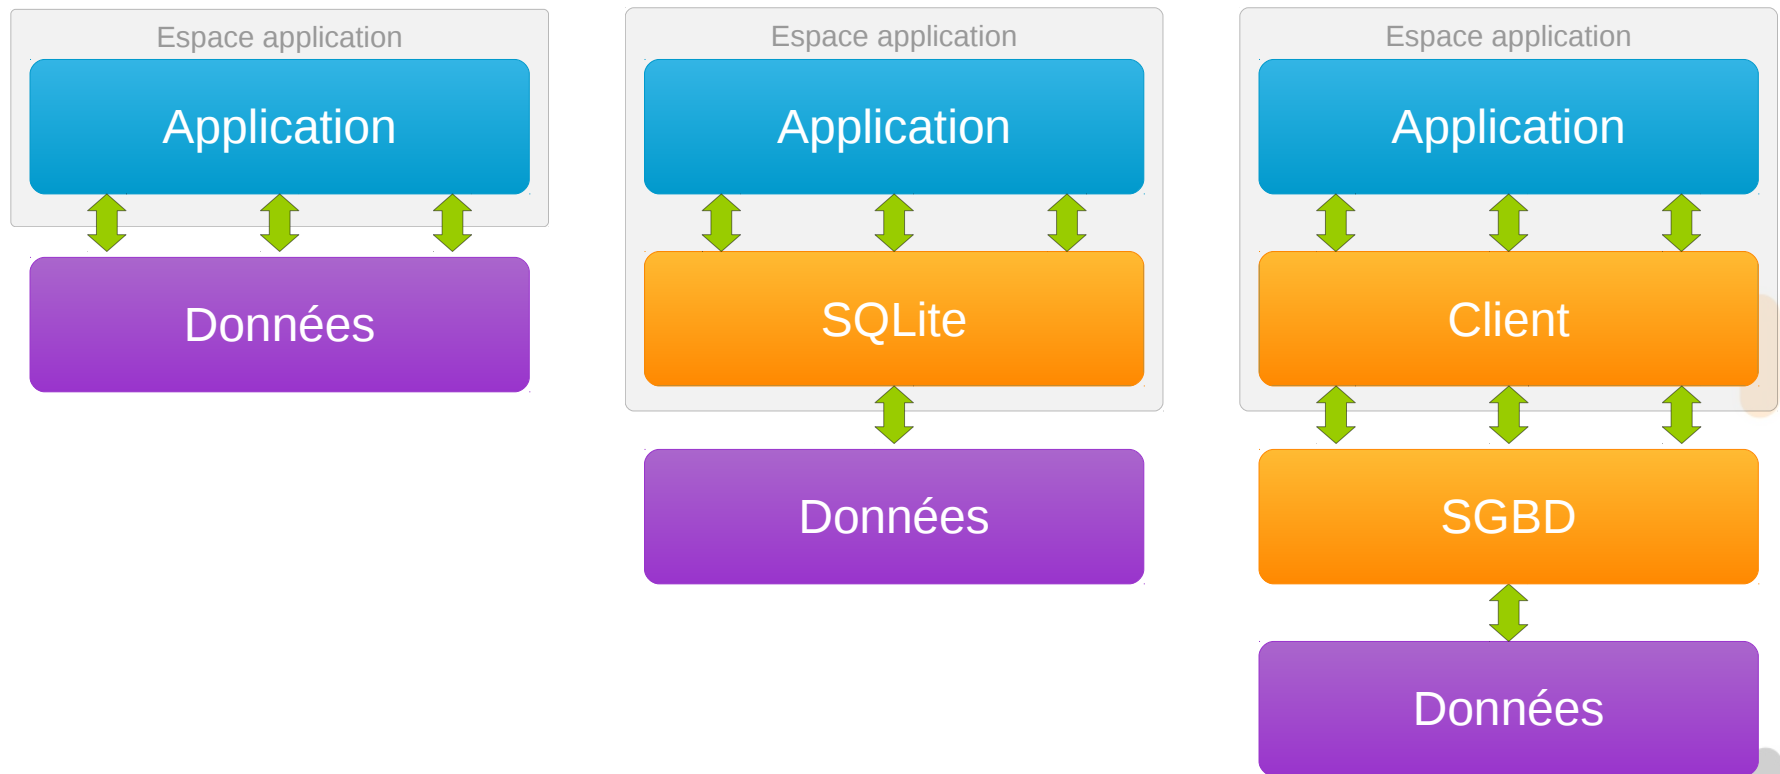 Espace application
Application
Données
Espace application
Application
SQLite
Données
Espace application
Application
Client
SGBD
Données